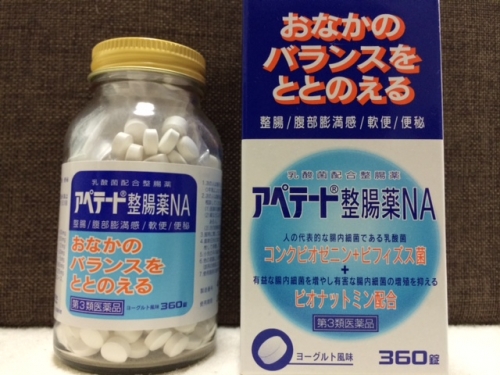 乳酸菌配合整腸薬
アペテート®整腸薬NA
整腸/腹部膨満感/軟便/便秘
おなかの
バランスを
ととのえる
第3類医薬品
ヨーグルト風味 360錠
おなかの
バランスを
ととのえる
整腸/腹部膨満感/軟便/便秘
乳酸菌配合整腸薬
アペテート®整腸薬NA
人の代表的な腸内細菌である乳酸菌
コンクビオゼニン+ビフィズス菌
+
有益な腸内細菌を増やし有害な腸内細菌の増殖を抑える
ビオナットミン配合
第3類医薬品
ヨーグルト風味
360錠